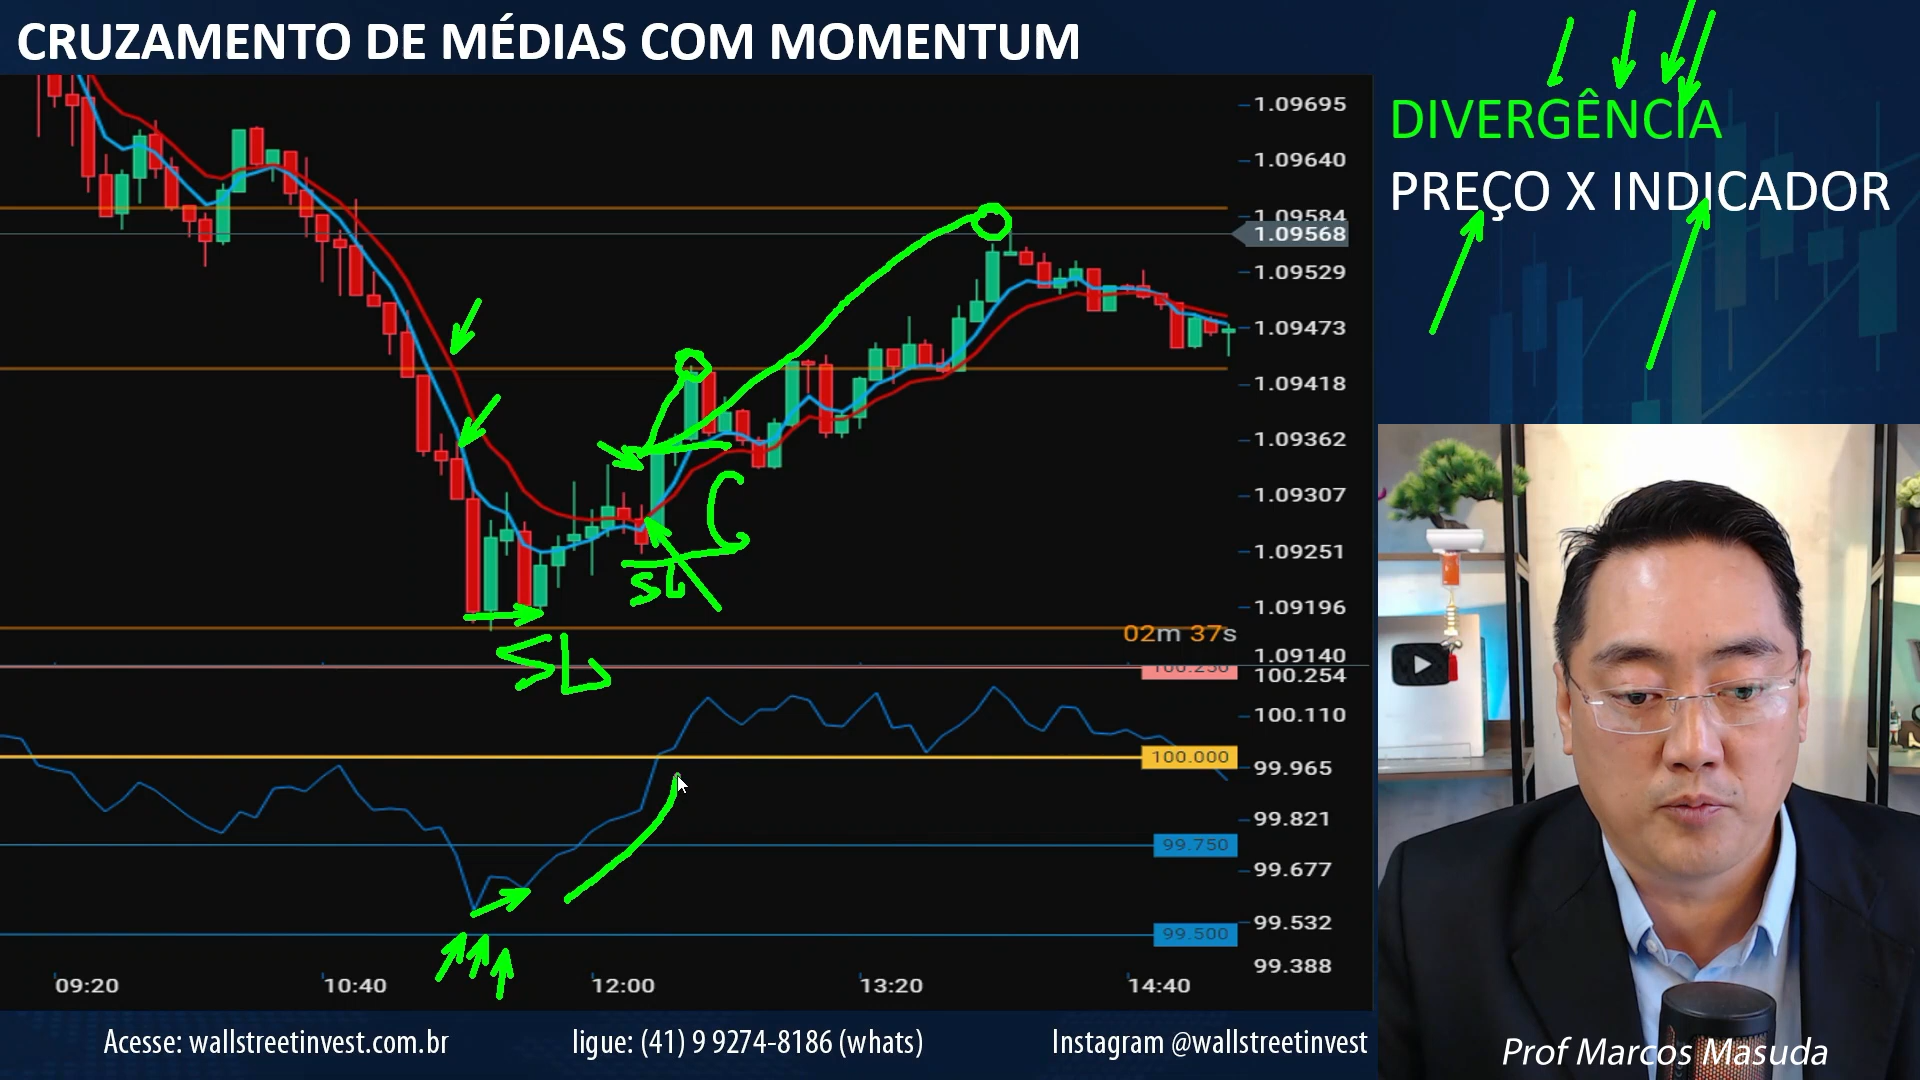 CRUZAMENTO DE MÉDIAS COM MOMENTUM
DIVERGÊNCIA
PREÇO X INDICADOR
1.09695
1.09640
1.09584
1.09568
1.09529
1.09473
1.09418
1.09362
1.09307
1.09251
1.09196
1.09140
02m 37s
C
SL
SL
100.250
100.254
100.110
100.000
99.965
99.821
99.750
99.677
99.532
99.500
99.388
09:20
10:40
12:00
13:20
14:40
Acesse: wallstreetinvest.com.br
ligue: (41) 9 9274-8186 (whats)
Instagram @wallstreetinvest
Prof Marcos Masuda